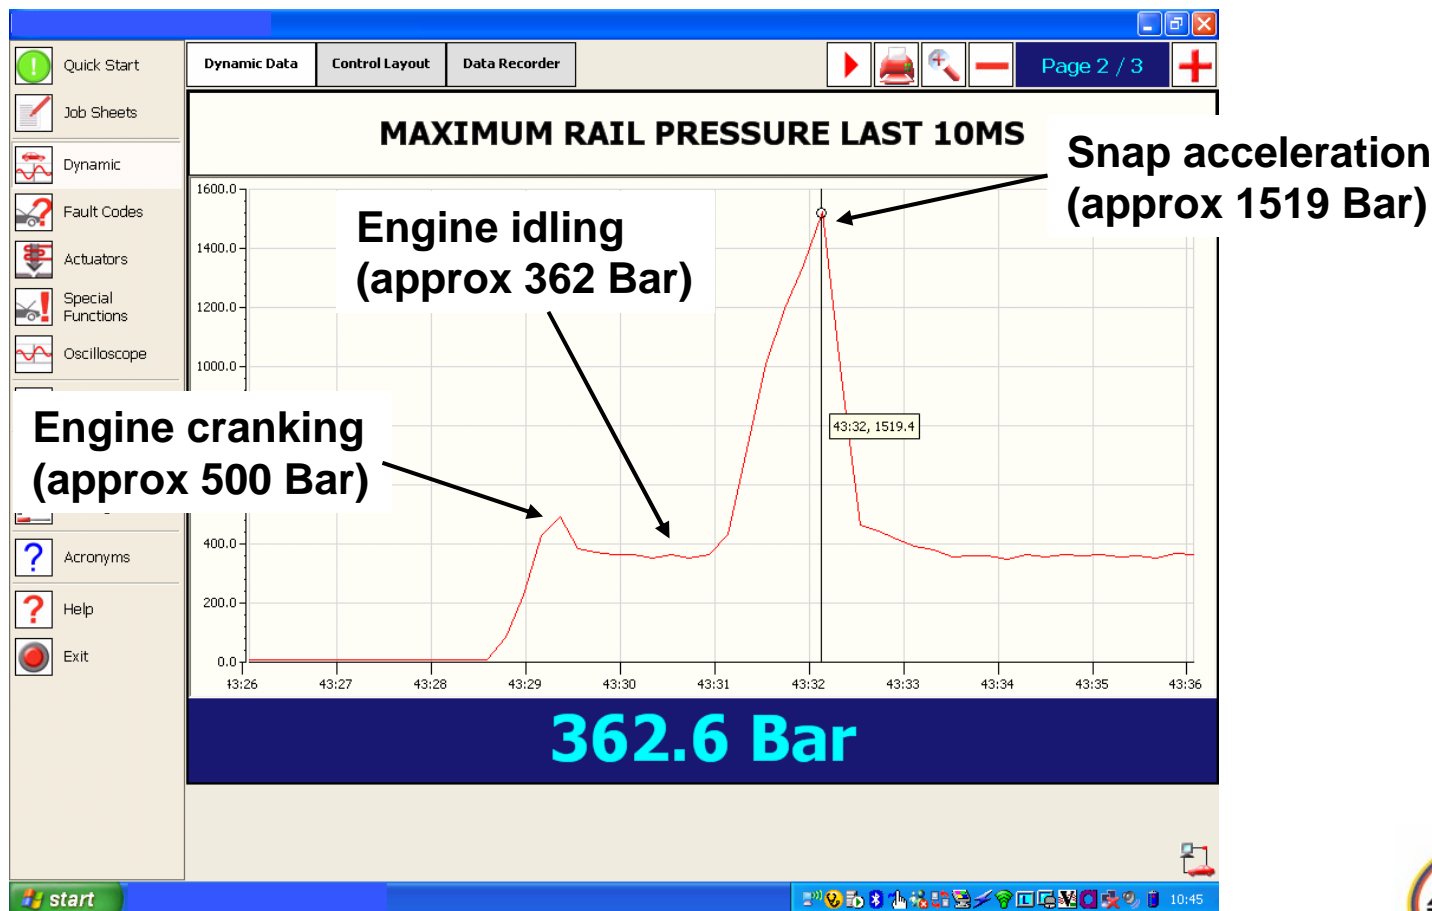 Quick Start
Job Sheets
Dynamic
Fault Codes
Actuators
Special
Functions
Oscilloscope
Acronyms
Help
Exit
Dynamic Data
Control Layout
Data Recorder
Page 2 / 3
MAXIMUM RAIL PRESSURE LAST 10MS
Snap acceleration
(approx 1519 Bar)
Engine idling
(approx 362 Bar)
Engine cranking
(approx 500 Bar)
1600.0
1400.0
1200.0
1000.0
400.0
200.0
0.0
43:32, 1519.4
43:26
43:27
43:28
43:29
43:30
43:31
43:32
43:33
43:34
43:35
43:36
362.6 Bar
start
10:45